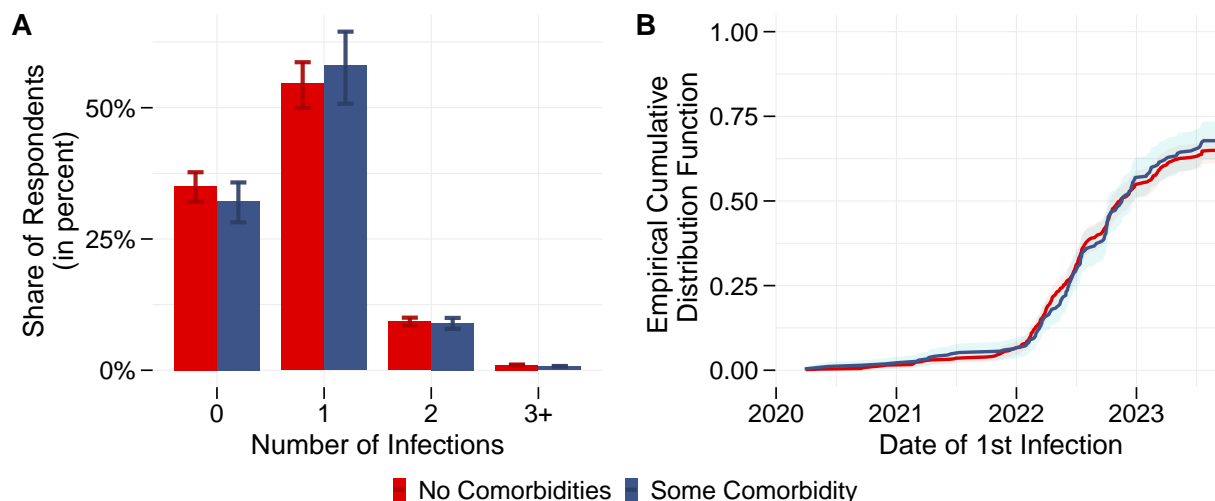 A
Share of Respondents
(in percent)
50%
25%
0%
0 1 2 3+
Number of Infections
B
Empirical Cumulative
Distribution Function
1.00
0.75
0.50
0.25
0.00
2020 2021 2022 2023
Date of 1st Infection
No Comorbidities Some Comorbidity